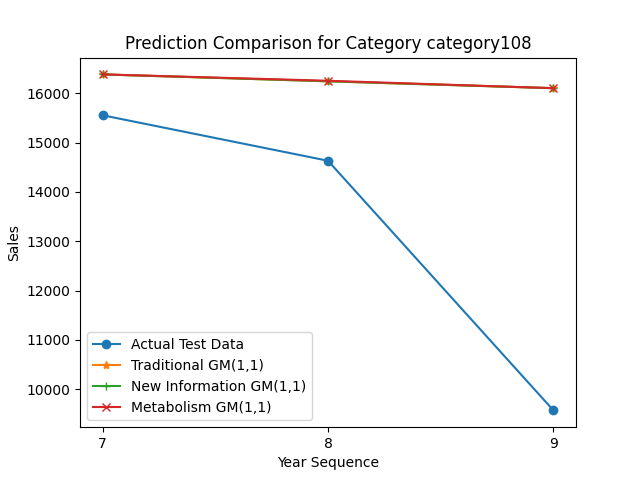 Prediction Comparison for Category category108
16000
15000
14000
13000
12000
11000
10000
Sales
Actual Test Data
Traditional GM(1,1)
New Information GM(1,1)
Metabolism GM(1,1)
7
8
9
Year Sequence